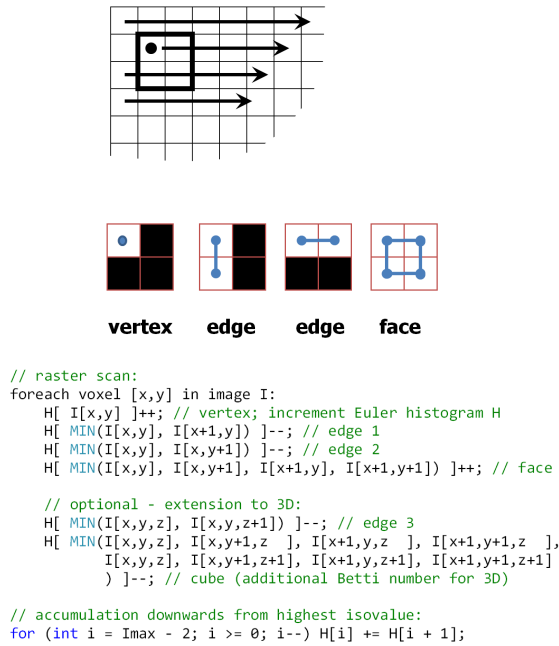 vertex edge edge face
// raster scan:
foreach voxel [x,y] in image I:
    H[ I[x,y] ]++; // vertex; increment Euler histogram H
    H[ MIN(I[x,y], I[x+1,y]) ]--; // edge 1
    H[ MIN(I[x,y], I[x,y+1]) ]--; // edge 2
    H[ MIN(I[x,y], I[x,y+1], I[x+1,y], I[x+1,y+1]) ]++; // face
    // optional - extension to 3D:
    H[ MIN(I[x,y,z], I[x,y,z+1]) ]--; // edge 3
    H[ MIN(I[x,y,z], I[x,y+1,z  ], I[x+1,y,z  ], I[x+1,y+1,z  ],
           I[x,y,z+1], I[x,y+1,z+1], I[x+1,y,z+1], I[x+1,y+1,z+1]
           ) ]--; // cube (additional Betti number for 3D)
// accumulation downwards from highest isovalue:
for (int i = Imax - 2; i >= 0; i--) H[i] += H[i + 1];